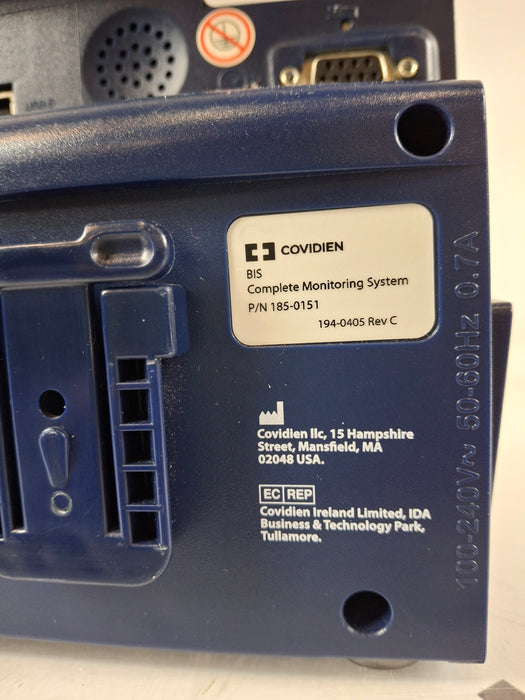 COVIDIEN
BIS
Complete Monitoring System
P/N 185-0151
194-0405 Rev C
Covidien llc, 15 Hampshire
Street, Mansfield, MA
02048 USA.
EC REP
Covidien Ireland Limited, IDA
Business & Technology Park,
Tullamore.
100-240V~ 50-60Hz 0.7A